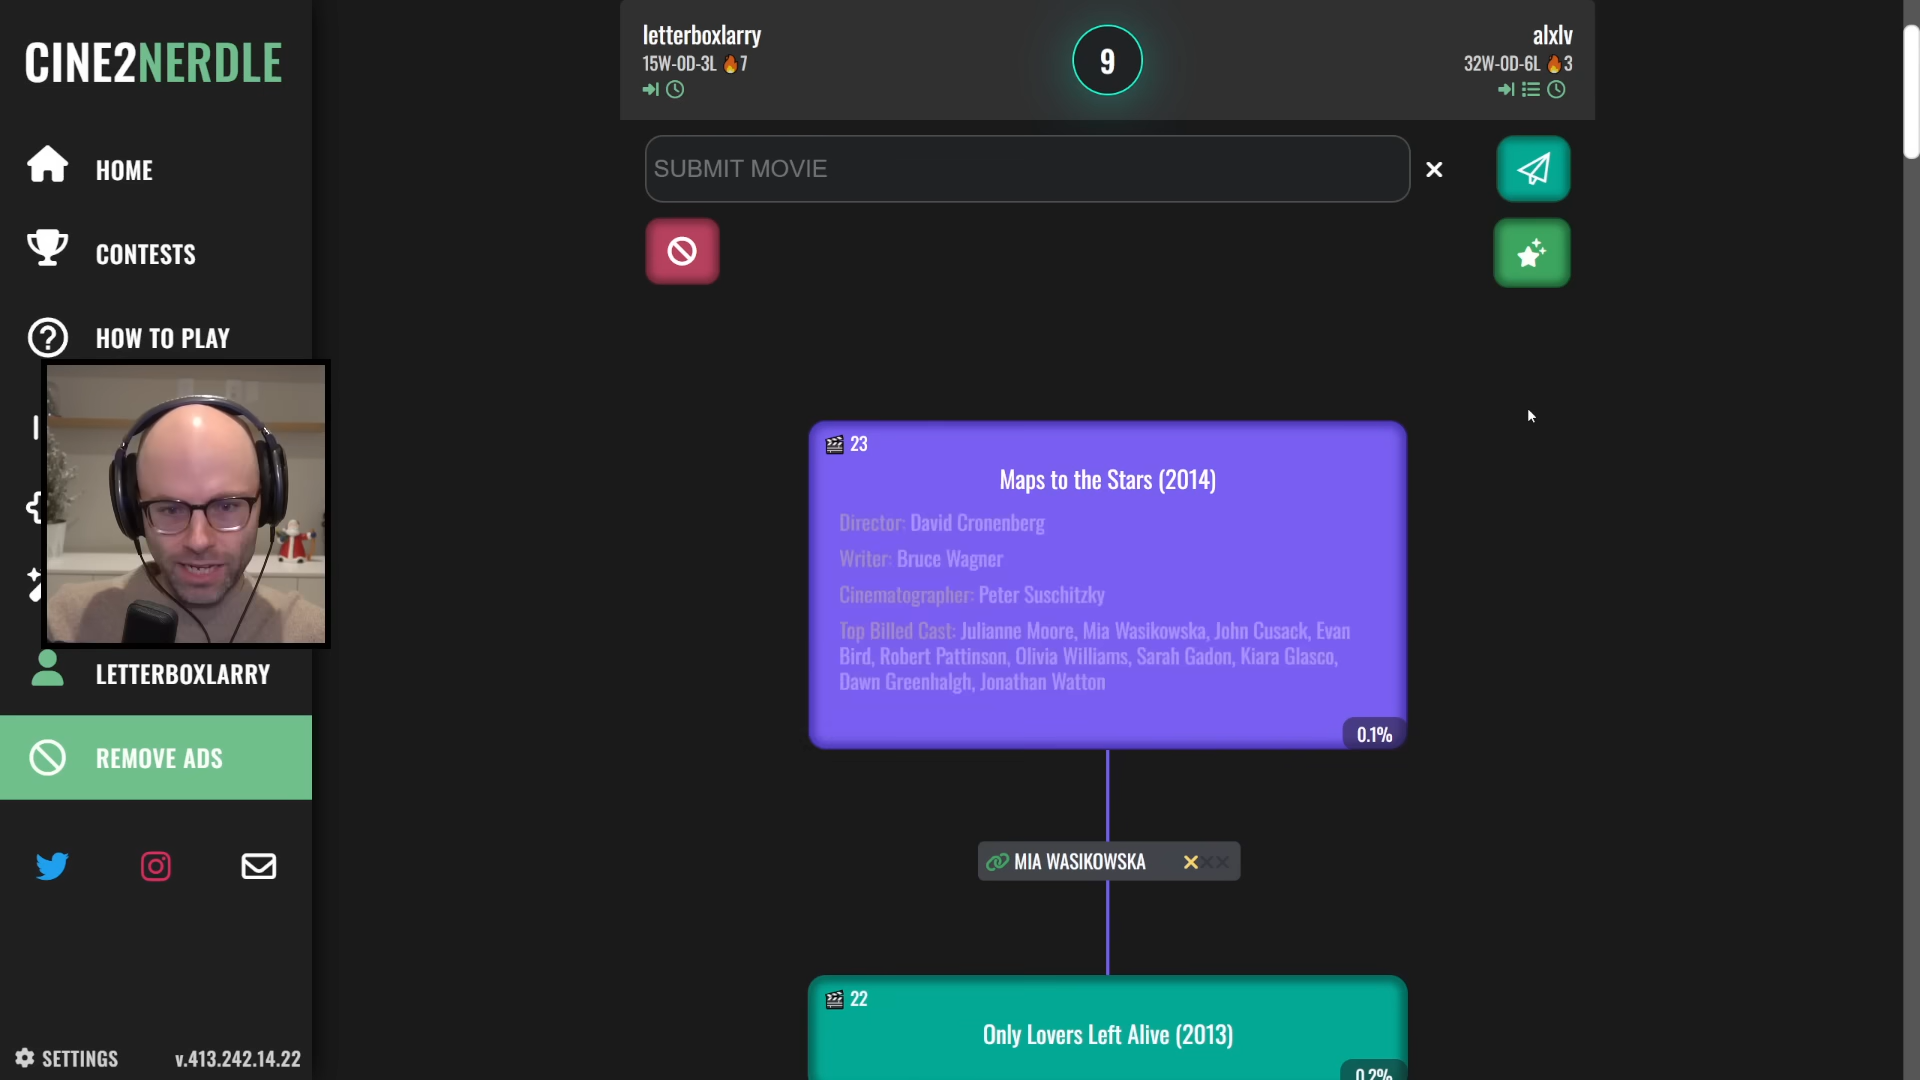 CINE2NERDLE
HOME
CONTESTS
HOW TO PLAY
LETTERBOXLARRY
REMOVE ADS
SETTINGS
v.413.242.14.22
letterboxlarry
15W-0D-3L 🔥7
9
alxlv
32W-0D-6L 🔥3
SUBMIT MOVIE
23
Maps to the Stars (2014)
Director: David Cronenberg
Writer: Bruce Wagner
Cinematographer: Peter Suschitzky
Top Billed Cast: Julianne Moore, Mia Wasikowska, John Cusack, Evan
Bird, Robert Pattinson, Olivia Williams, Sarah Gadon, Kiara Glasco,
Dawn Greenhalgh, Jonathan Watton
0.1%
MIA WASIKOWSKA
22
Only Lovers Left Alive (2013)
0.2%